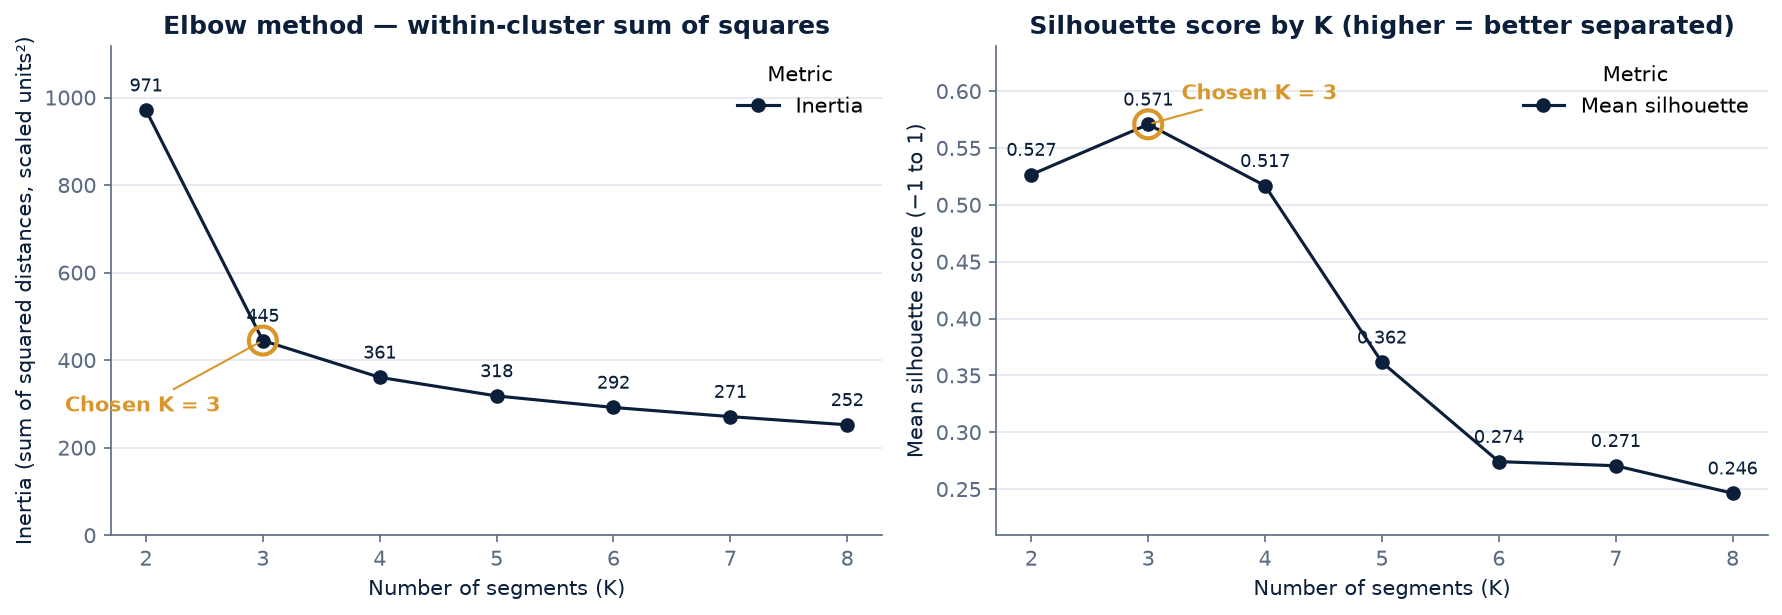 Elbow method — within-cluster sum of squares
Inertia (sum of squared distances, scaled units²)
1000
800
600
400
200
0
971
445
361
318
292
271
252
Chosen K = 3
Metric
Inertia
2 3 4 5 6 7 8
Number of segments (K)
Silhouette score by K (higher = better separated)
Mean silhouette score (−1 to 1)
0.60
0.55
0.50
0.45
0.40
0.35
0.30
0.25
0.527
0.571
0.517
0.362
0.274
0.271
0.246
Chosen K = 3
Metric
Mean silhouette
2 3 4 5 6 7 8
Number of segments (K)